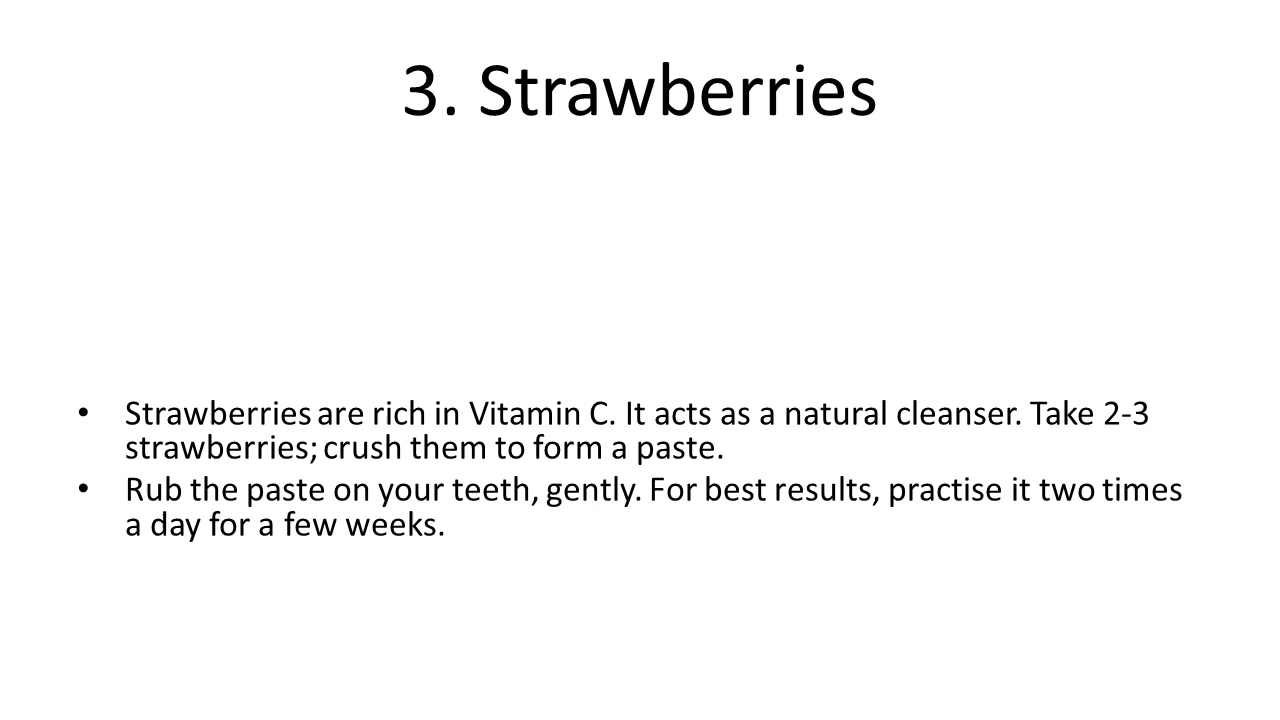 3. Strawberries
• Strawberries are rich in Vitamin C. It acts as a natural cleanser. Take 2-3
strawberries; crush them to form a paste.
• Rub the paste on your teeth, gently. For best results, practise it two times
a day for a few weeks.